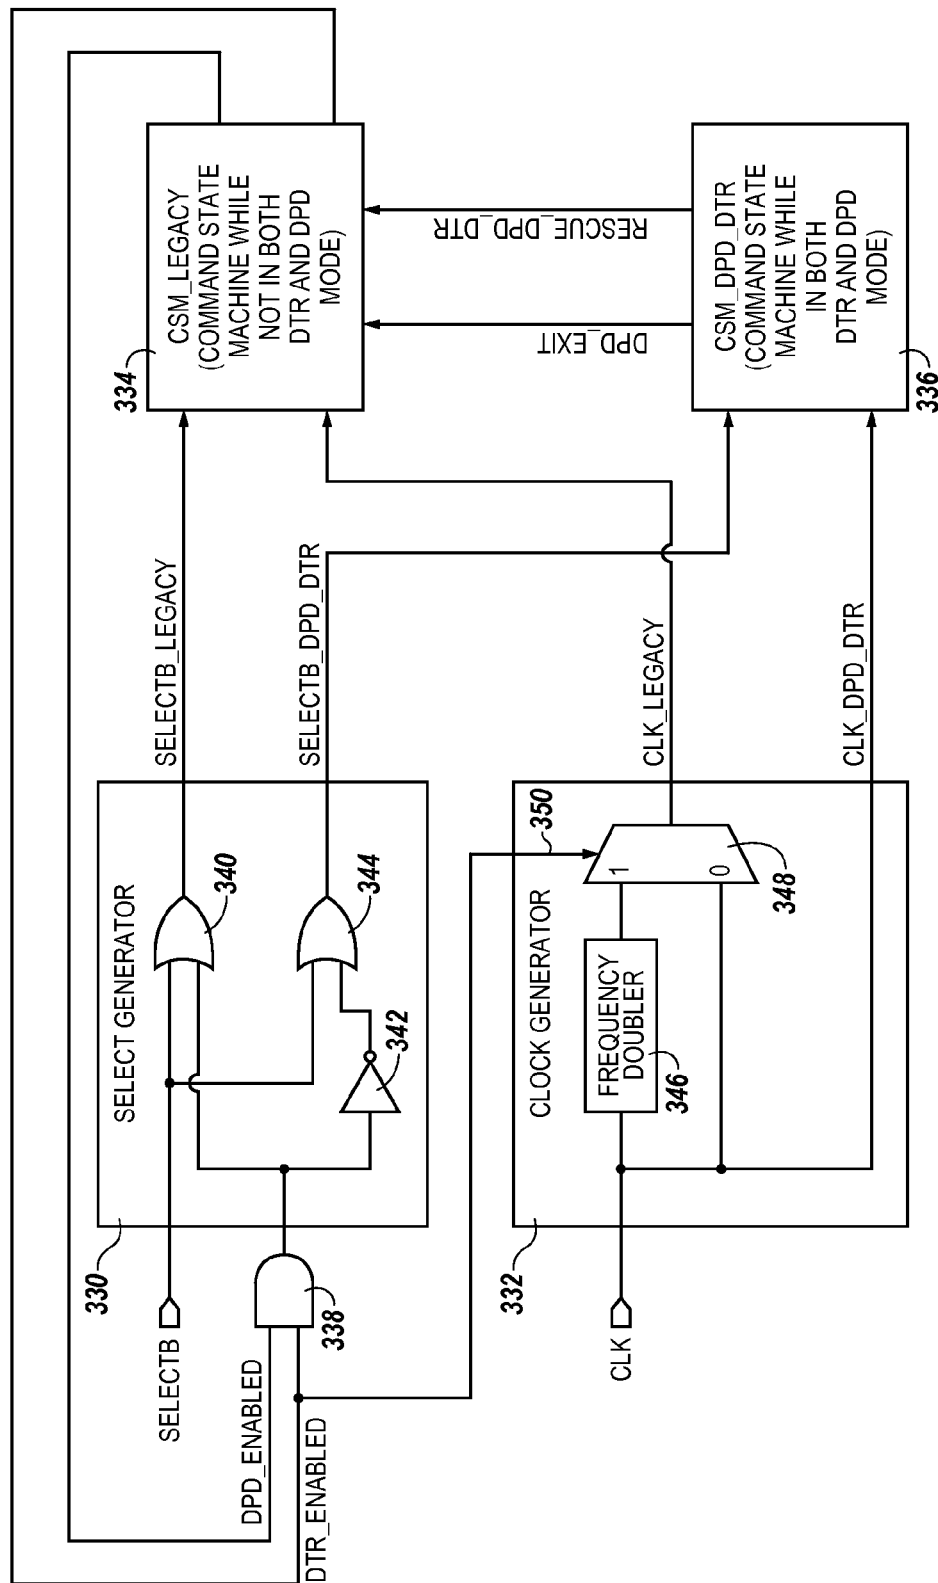 SELECTB
DPD_ENABLED
DTR_ENABLED
338
330
SELECT GENERATOR
340
342
344
SELECTB_LEGACY
SELECTB_DPD_DTR
334
CSM_LEGACY
(COMMAND STATE
MACHINE WHILE
NOT IN BOTH
DTR AND DPD
MODE)
CLK
332
CLOCK GENERATOR
FREQUENCY
DOUBLER
346
1
0
348
350
CLK_LEGACY
CLK_DPD_DTR
DPD_EXIT
RESCUE_DPD_DTR
CSM_DPD_DTR
(COMMAND STATE
MACHINE WHILE
IN BOTH
DTR AND DPD
MODE)
336